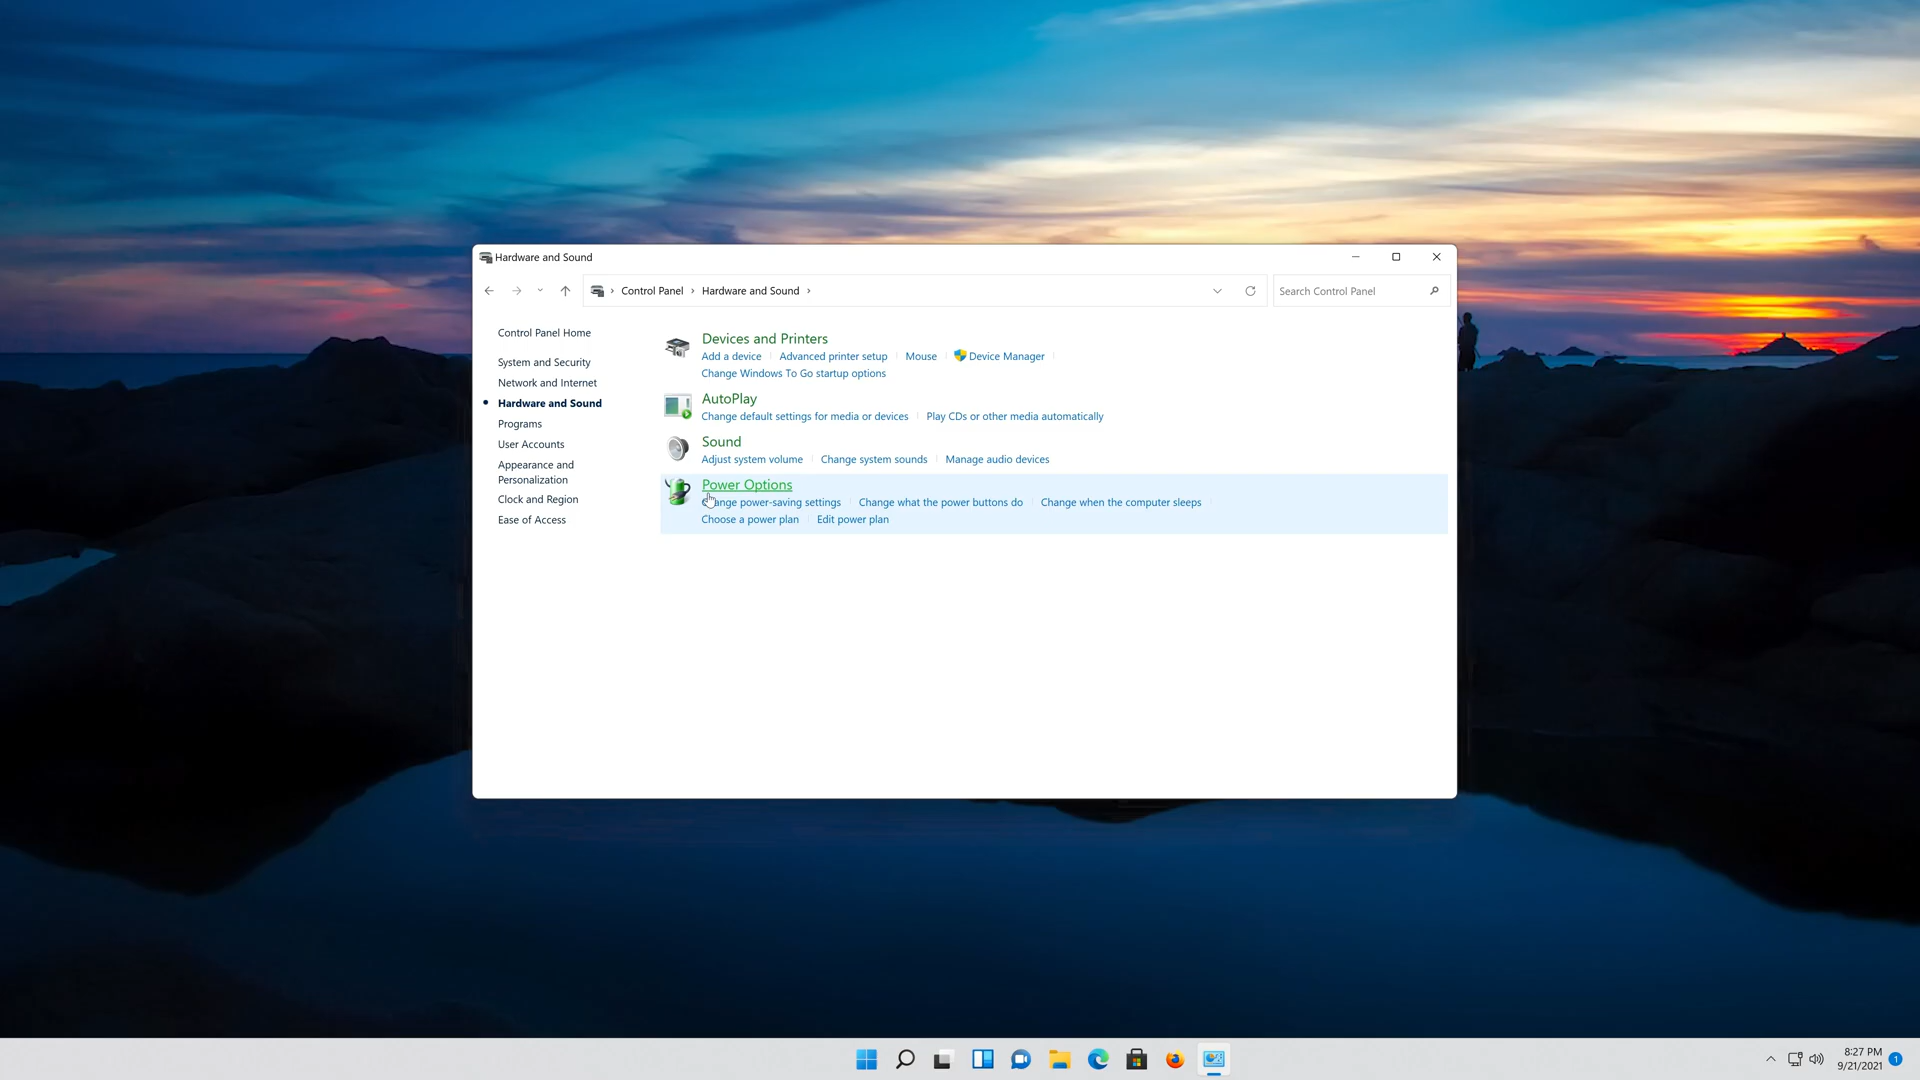 Hardware and Sound
Control Panel
Hardware and Sound
Search Control Panel
Control Panel Home
System and Security
Network and Internet
Hardware and Sound
Programs
User Accounts
Appearance and
Personalization
Clock and Region
Ease of Access
Devices and Printers
Add a device
Advanced printer setup
Mouse
Device Manager
Change Windows To Go startup options
AutoPlay
Change default settings for media or devices
Play CDs or other media automatically
Sound
Adjust system volume
Change system sounds
Manage audio devices
Power Options
power-saving settings
Change what the power buttons do
Change when the computer sleeps
Choose a power plan
Edit power plan
8:27 PM
9/21/2021
1